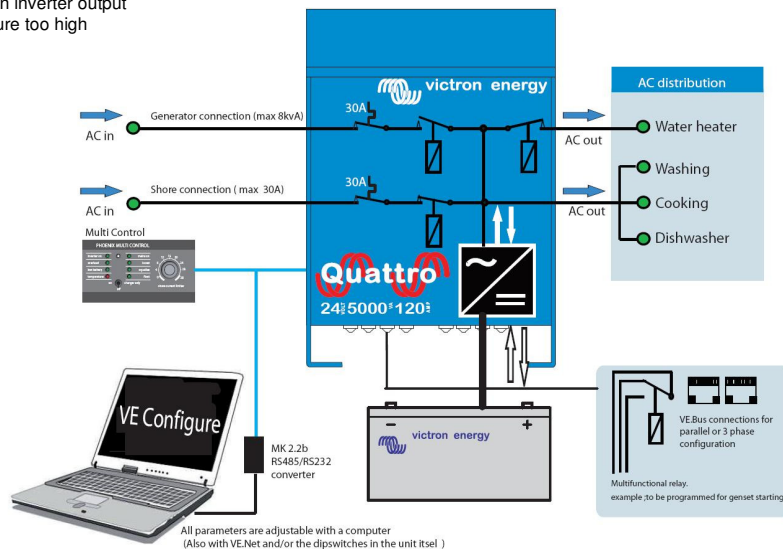 n inverter output
ure too high
victron energy
AC distribution
30A
Generator connection (max 8kvA)
AC in
AC out
Water heater
Washing
30A
Shore connection ( max 30A)
AC in
AC out
Cooking
Dishwasher
Multi Control
PHOENIX MULTI CONTROL
Quattro
24 VOLT 5000 VA 120 AMP
VE Configure
MK 2.2b
RS485/RS232
converter
- +
victron energy
VE.Bus connections for
parallel or 3 phase
configuration
Multifunctional relay.
example ;to be programmed for genset starting
All parameters are adjustable with a computer
(Also with VE.Net and/or the dipswitches in the unit itsel )